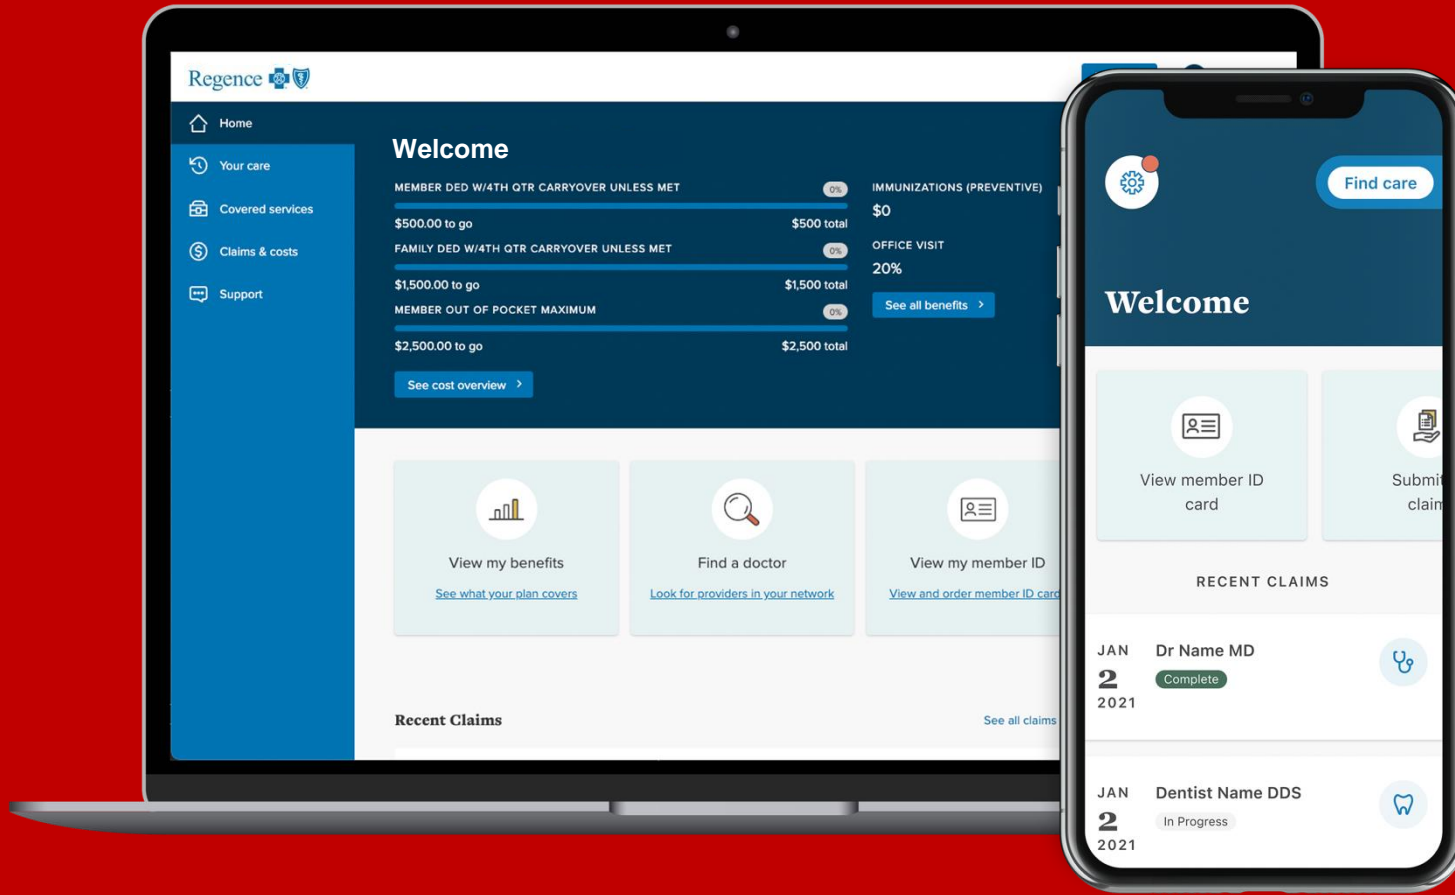 Regence
Home
Your care
Covered services
Claims & costs
Support
Welcome
MEMBER DED W/4TH QTR CARRYOVER UNLESS MET
0%
$500.00 to go
$500 total
FAMILY DED W/4TH QTR CARRYOVER UNLESS MET
0%
$1,500.00 to go
$1,500 total
MEMBER OUT OF POCKET MAXIMUM
0%
$2,500.00 to go
$2,500 total
See cost overview
IMMUNIZATIONS (PREVENTIVE)
$0
OFFICE VISIT
20%
See all benefits
View my benefits
See what your plan covers
Find a doctor
Look for providers in your network
View my member ID
View and order member ID card
Recent Claims
See all claims
Find care
Welcome
View member ID
card
Submit
claim
RECENT CLAIMS
JAN
2
2021
Dr Name MD
Complete
JAN
2
2021
Dentist Name DDS
In Progress